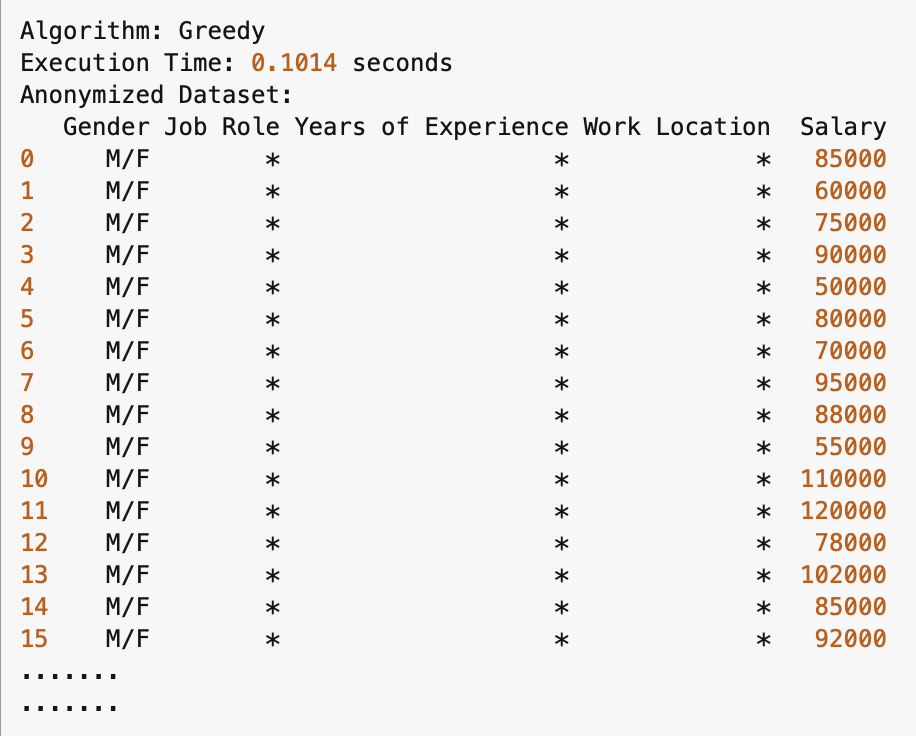 Algorithm: Greedy
Execution Time: 0.1014 seconds
Anonymized Dataset:
   Gender Job Role Years of Experience Work Location  Salary
0     M/F        *                   *             *   85000
1     M/F        *                   *             *   60000
2     M/F        *                   *             *   75000
3     M/F        *                   *             *   90000
4     M/F        *                   *             *   50000
5     M/F        *                   *             *   80000
6     M/F        *                   *             *   70000
7     M/F        *                   *             *   95000
8     M/F        *                   *             *   88000
9     M/F        *                   *             *   55000
10    M/F        *                   *             *  110000
11    M/F        *                   *             *  120000
12    M/F        *                   *             *   78000
13    M/F        *                   *             *  102000
14    M/F        *                   *             *   85000
15    M/F        *                   *             *   92000
.......
.......